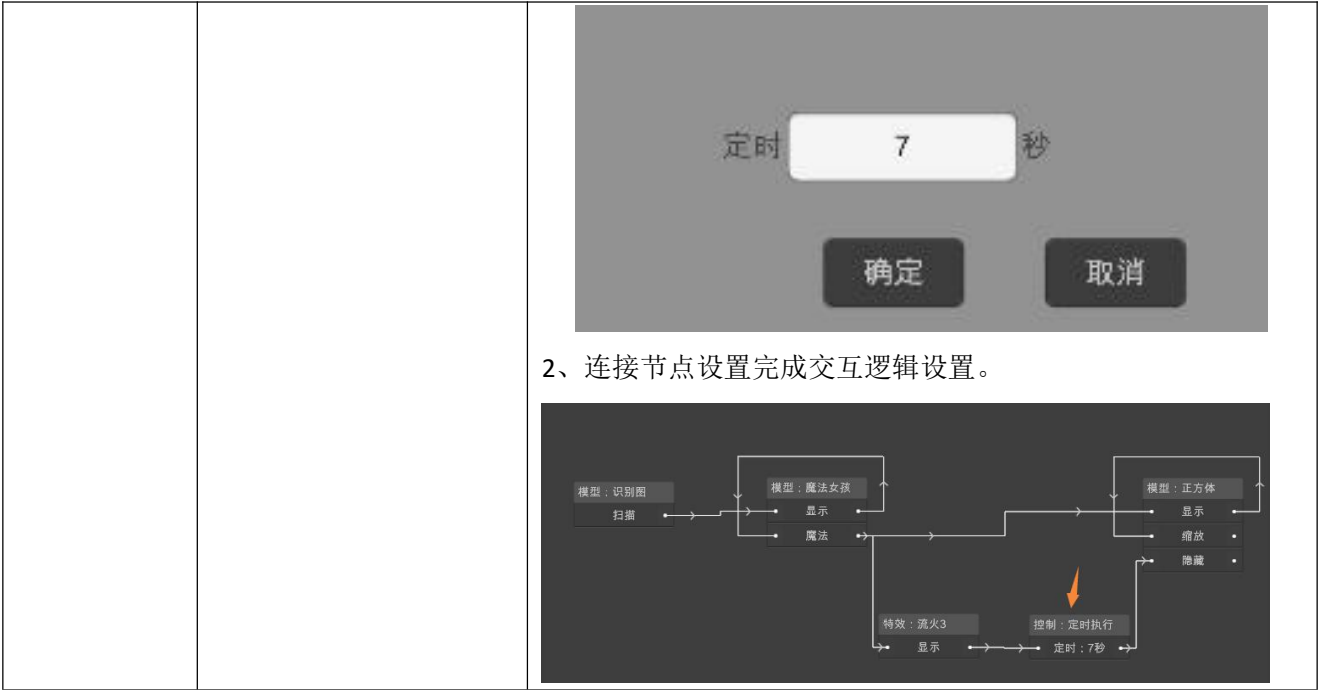 定时 7 秒
确定 取消
2、连接节点设置完成交互逻辑设置。
模型：识别图
扫描
模型：魔法女孩
显示
魔法
模型：正方体
显示
缩放
隐藏
特效：流火3
显示
控制：定时执行
定时：7秒